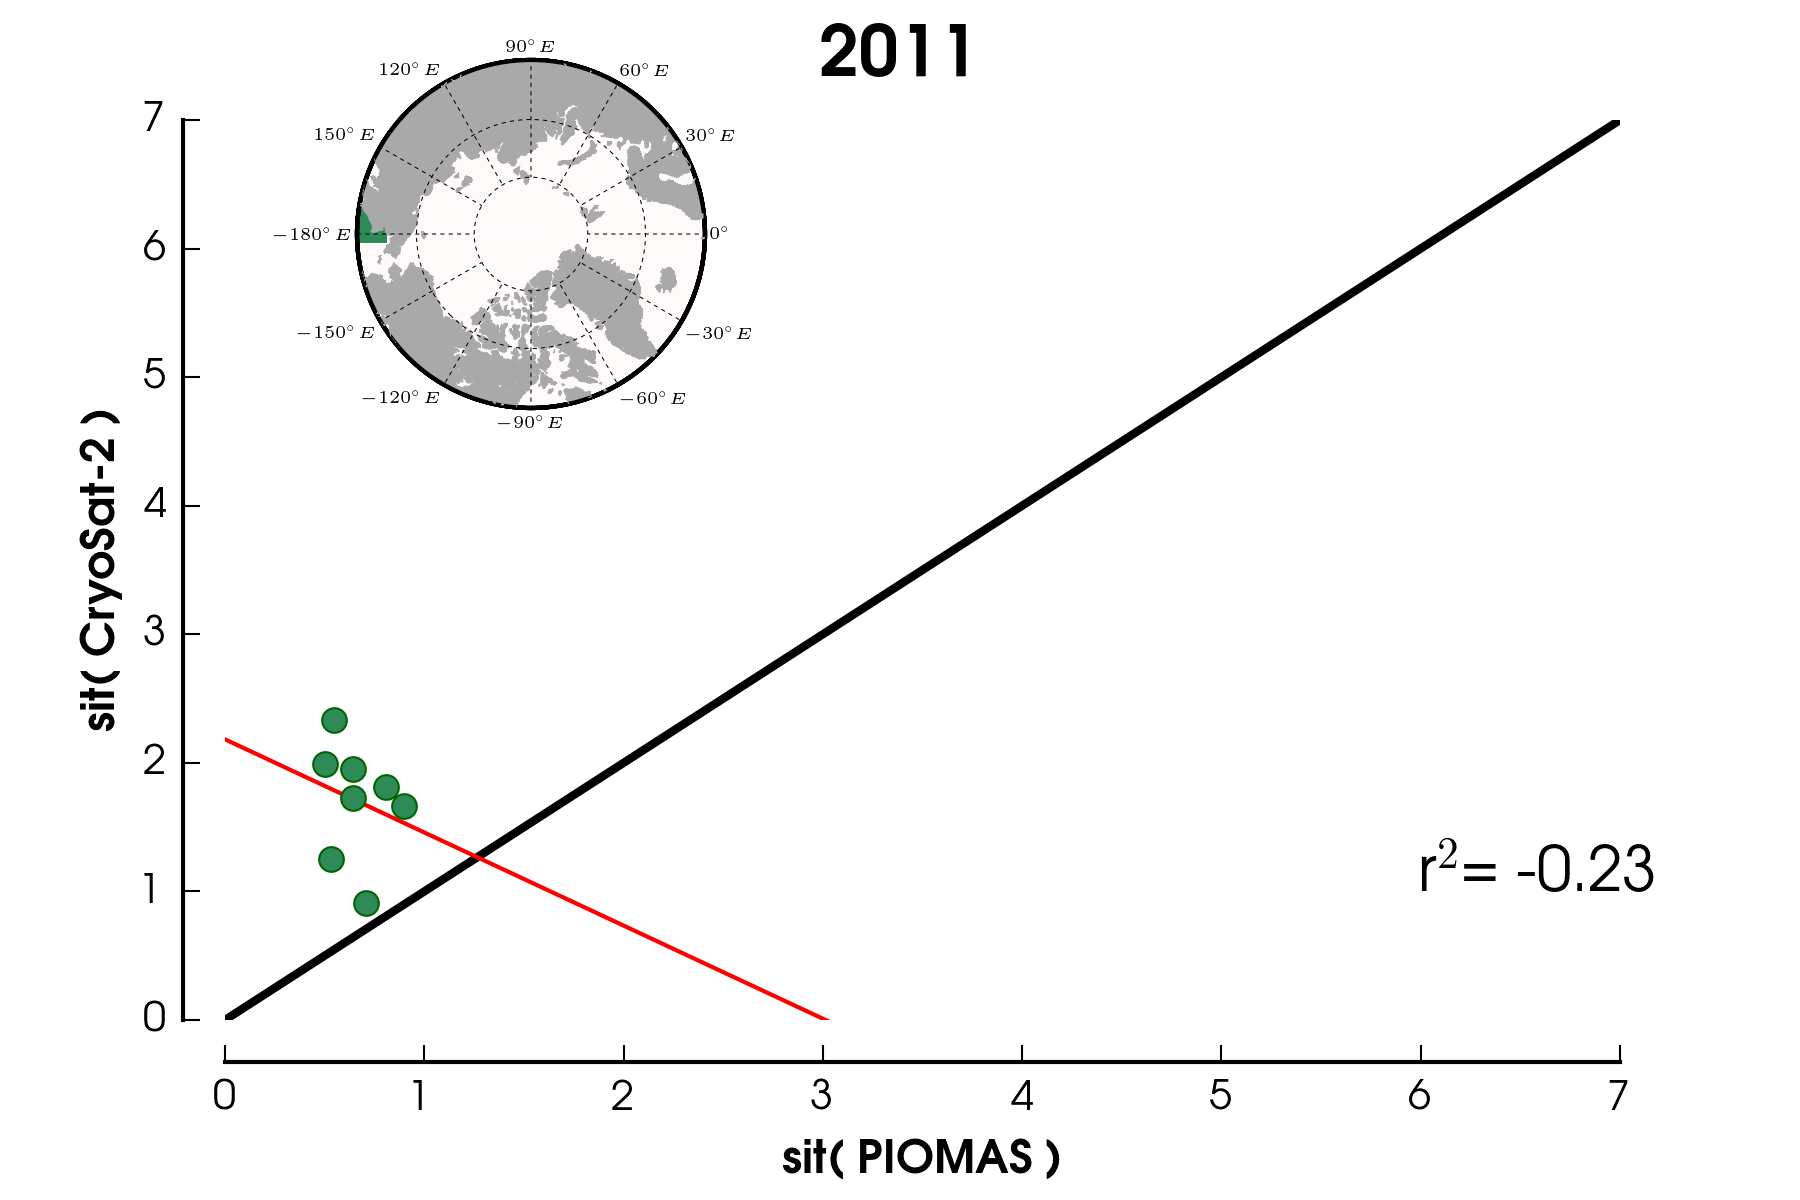 2011
90° E
120° E
60° E
150° E
30° E
−180° E
0°
−150° E
−30° E
−120° E
−60° E
−90° E
7
6
5
4
3
2
1
0
sit( CryoSat-2 )
r²= -0.23
0 1 2 3 4 5 6 7
sit( PIOMAS )